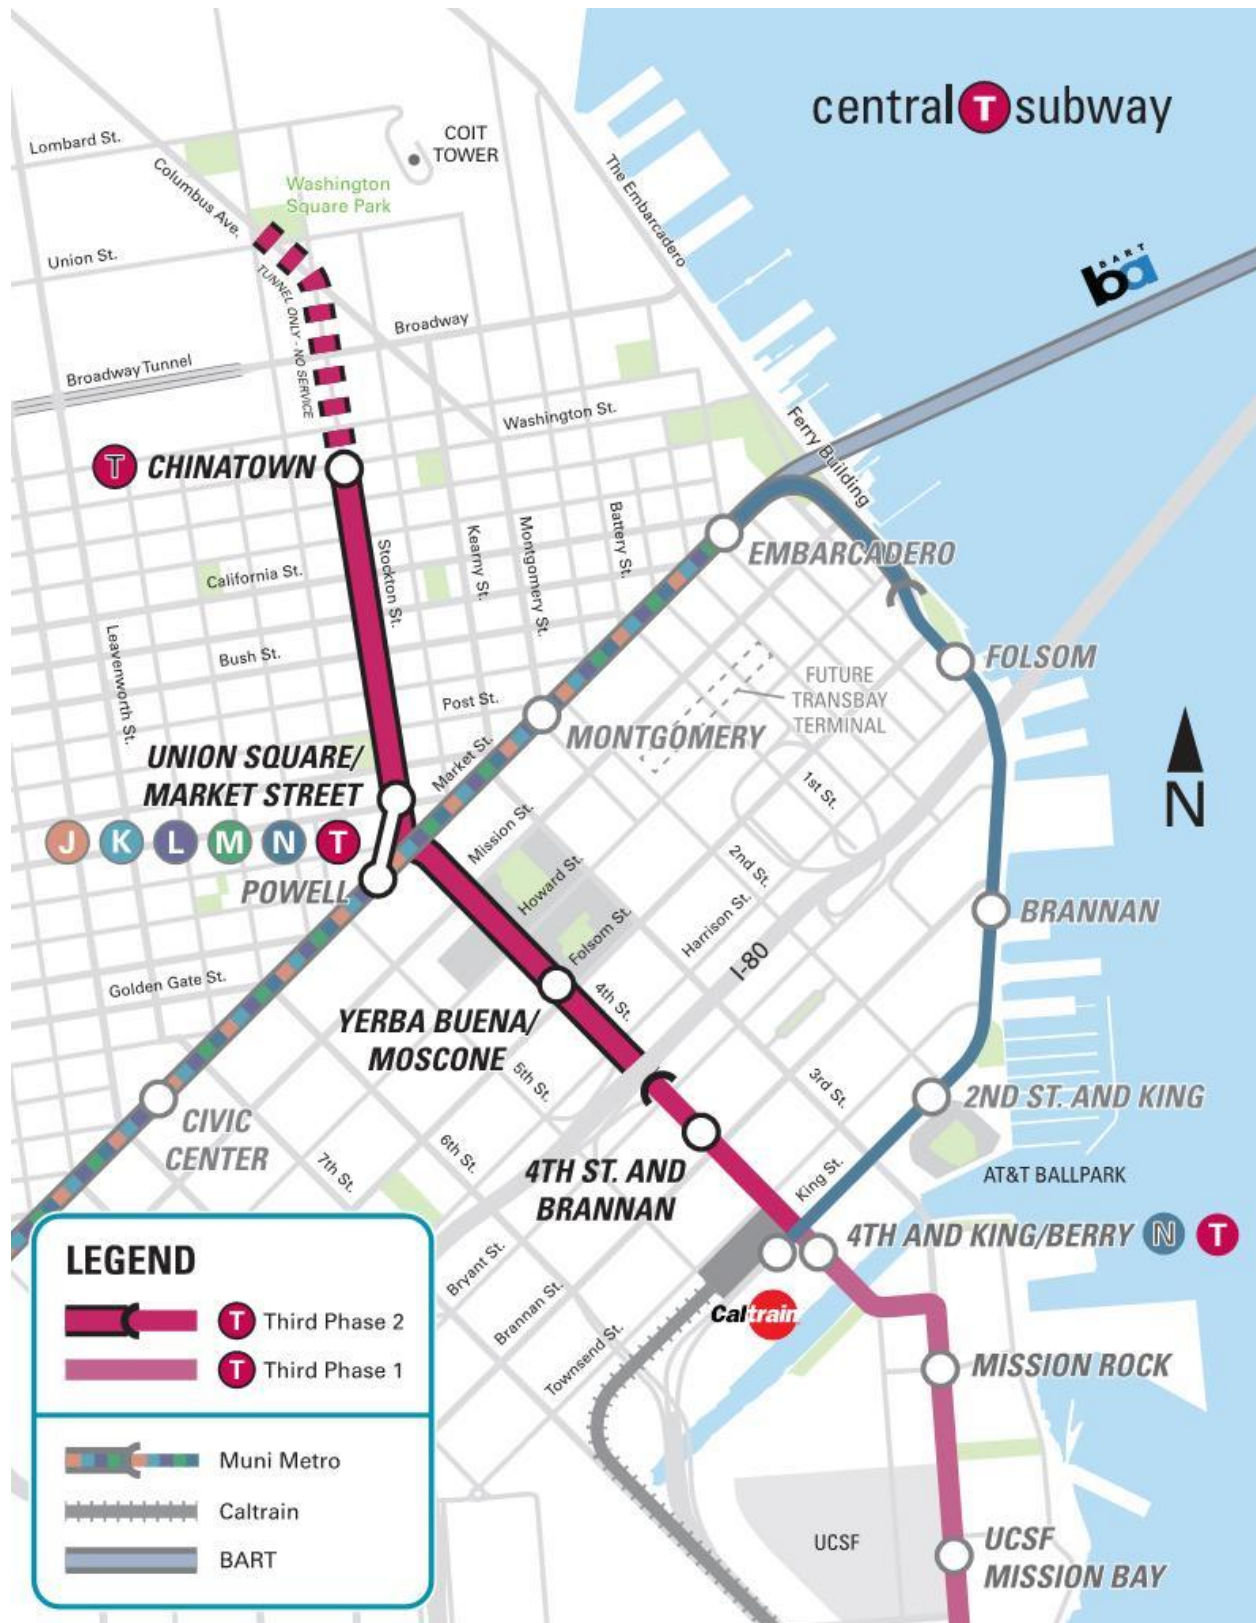 central T subway
COIT
TOWER
Lombard St.
Columbus Ave.
Washington
Square Park
The Embarcadero
Union St.
BART
ba
TUNNEL ONLY - NO SERVICE
Broadway
Broadway Tunnel
Washington St.
Ferry Building
T CHINATOWN
Stockton St.
Kearny St.
Montgomery St.
Battery St.
EMBARCADERO
California St.
Leavenworth St.
Bush St.
FOLSOM
FUTURE
TRANSBAY
TERMINAL
Post St.
MONTGOMERY
Market St.
UNION SQUARE/
MARKET STREET
J K L M N T
POWELL
1st St.
N
Mission St.
Howard St.
2nd St.
Harrison St.
Folsom St.
I-80
BRANNAN
Golden Gate St.
4th St.
YERBA BUENA/
MOSCONE
5th St.
3rd St.
2ND ST. AND KING
CIVIC
CENTER
6th St.
7th St.
4TH ST. AND
BRANNAN
King St.
AT&T BALLPARK
4TH AND KING/BERRY N T
Bryant St.
Brannan St.
Townsend St.
Caltrain
MISSION ROCK
UCSF
UCSF
MISSION BAY
LEGEND
T Third Phase 2
T Third Phase 1
Muni Metro
Caltrain
BART